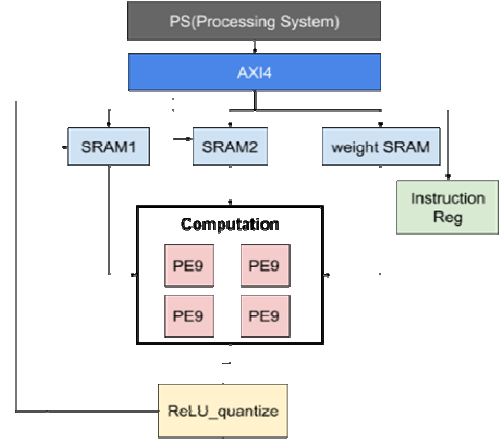 PS(Processing System)
AXI4
SRAM1
SRAM2
weight SRAM
Instruction
Reg
Computation
PE9
PE9
PE9
PE9
ReLU_quantize